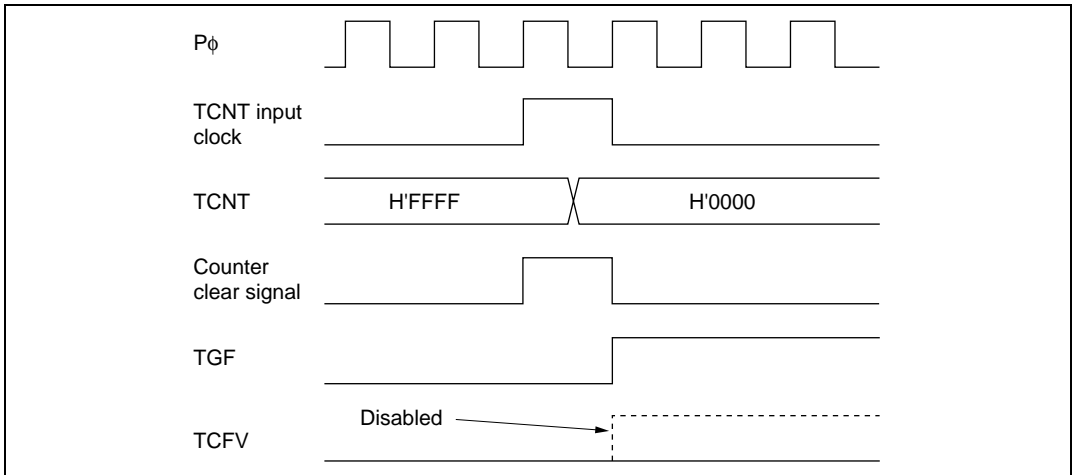 Pϕ
TCNT input
clock
TCNT
H'FFFF
H'0000
Counter
clear signal
TGF
Disabled
TCFV